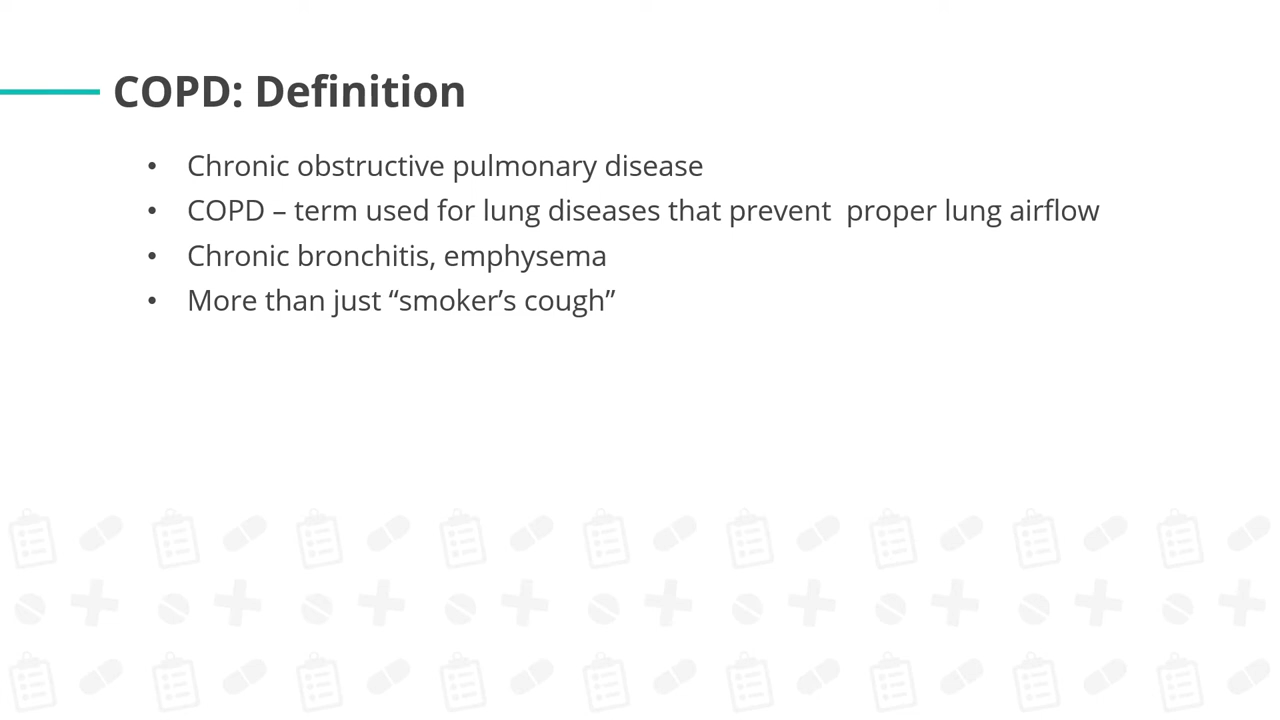 COPD: Definition
• Chronic obstructive pulmonary disease
• COPD – term used for lung diseases that prevent  proper lung airflow
• Chronic bronchitis, emphysema
• More than just “smoker’s cough”